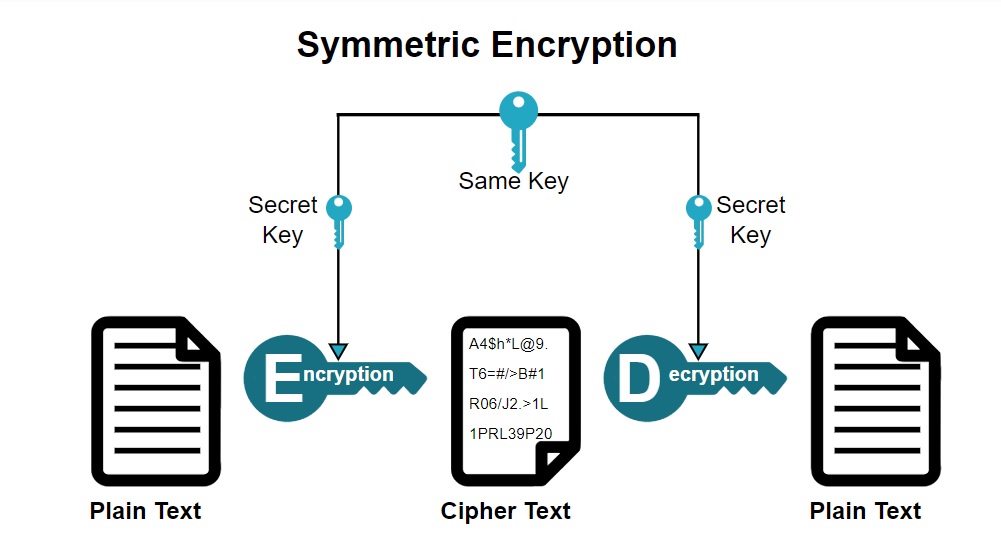 Symmetric Encryption
Same Key
Secret
Key
Secret
Key
Encryption
A4$h*L@9.
T6=#/>B#1
R06/J2.>1L
1PRL39P20
Decryption
Plain Text
Cipher Text
Plain Text